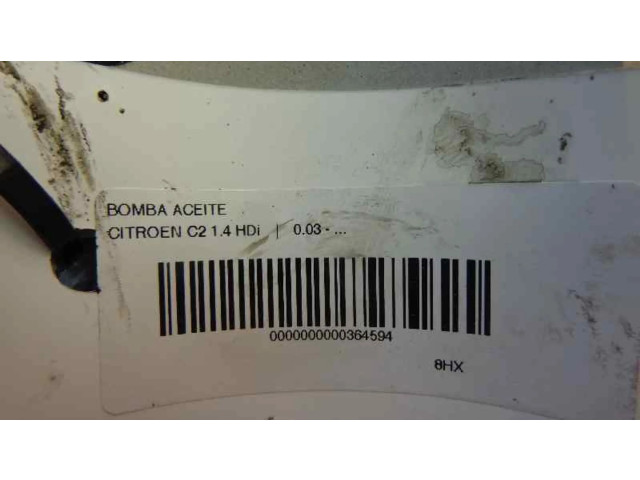 BOMBA ACEITE
CITROEN C2 1.4 HDi | 0.03 - ...
0000000000364594
8HX